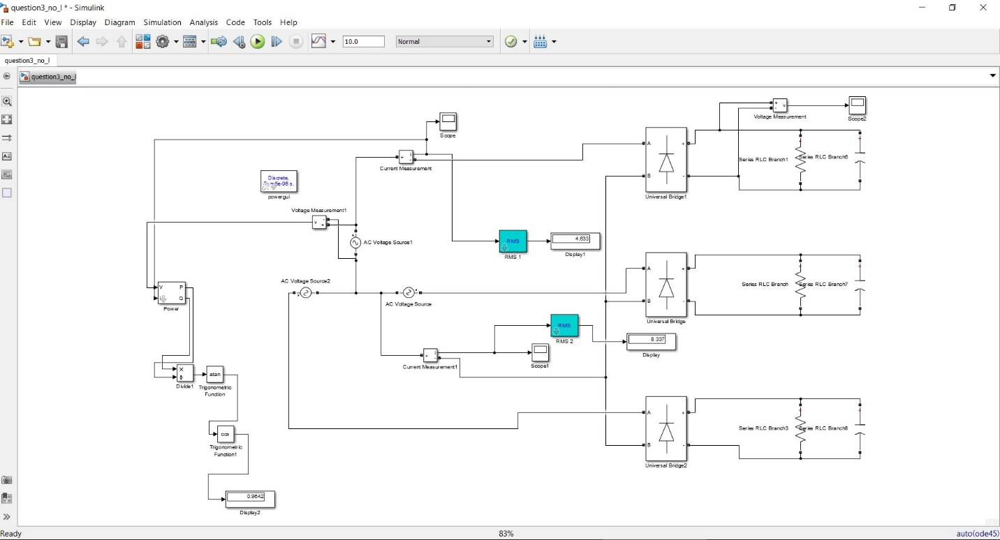 question3_no_l * - Simulink
File Edit View Display Diagram Simulation Analysis Code Tools Help
10.0
Normal
question3_no_l
question3_no_l
Voltage Measurement
Scope2
Scope
Current Measurement
A
B
+
-
Universal Bridge1
Series RLC Branch1
Series RLC Branch6
Discrete,
powergui
Voltage Measurement1
AC Voltage Source1
RMS
RMS 1
4.633
Display1
AC Voltage Source2
AC Voltage Source
A
B
+
-
Universal Bridge
Series RLC Branch
Series RLC Branch7
V
I
P
Q
Power
RMS
RMS 2
8.337
Display
Current Measurement1
Scope1
Divide1
atan
Trigonometric
Function
A
B
+
-
Universal Bridge2
Series RLC Branch3
Series RLC Branch8
cos
Trigonometric
Function1
0.9642
Display2
Ready
83%
auto(ode45)